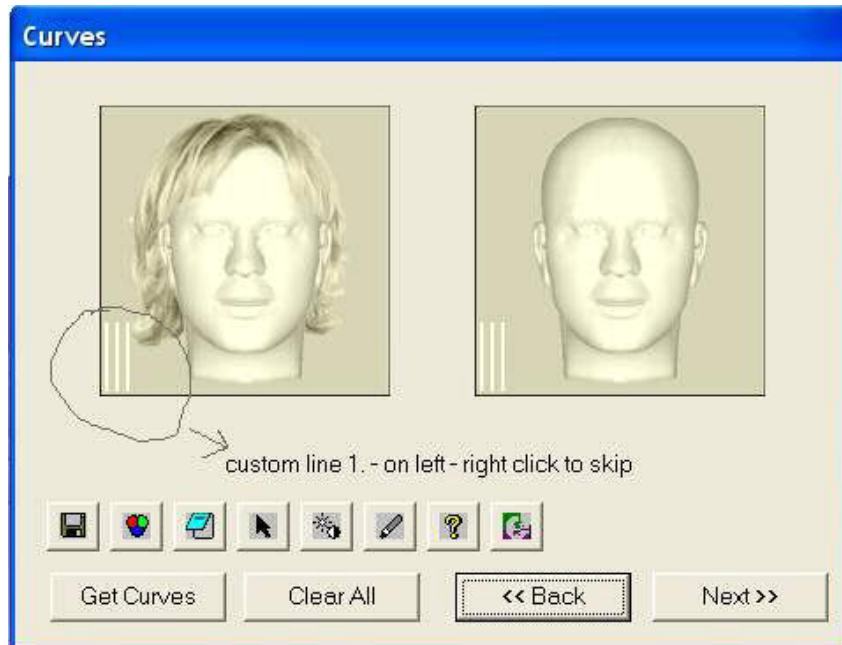 Curves
custom line 1. - on left - right click to skip
Get Curves
Clear All
<< Back
Next >>